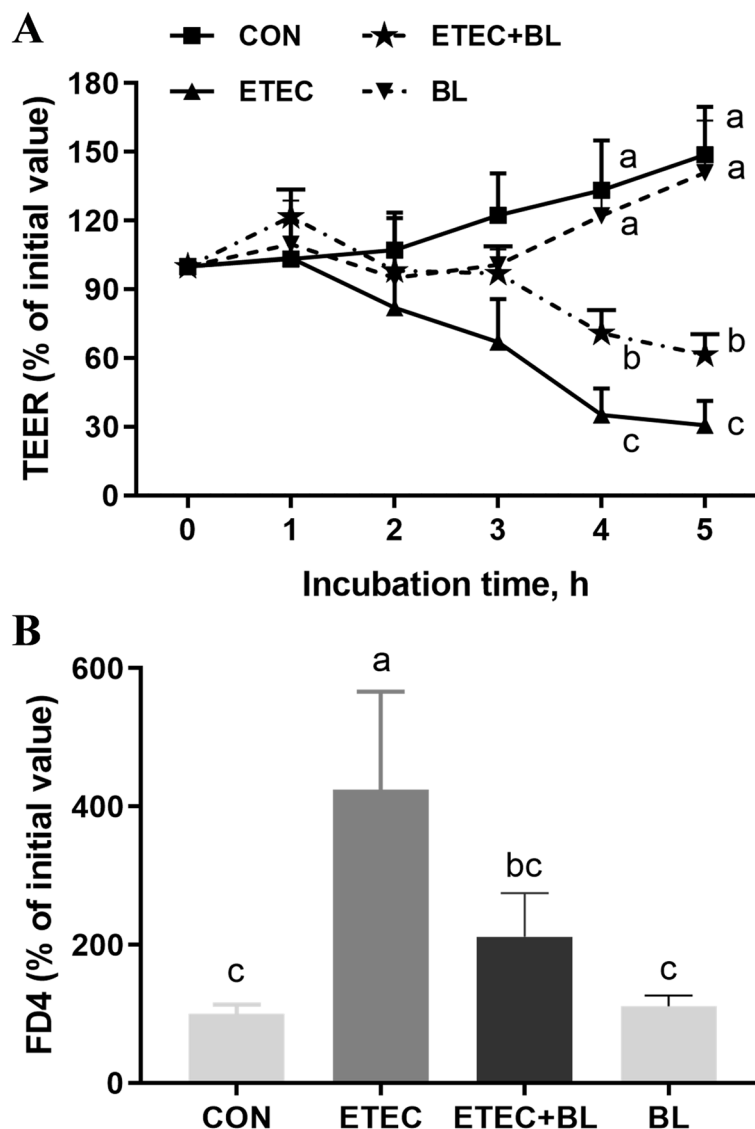 A
CON
ETEC+BL
ETEC
BL
TEER (% of initial value)
180
150
120
90
60
30
0
a
a
a
a
b
b
c
c
0 1 2 3 4 5
Incubation time, h
B
FD4 (% of initial value)
600
400
200
0
c
a
bc
c
CON ETEC ETEC+BL BL